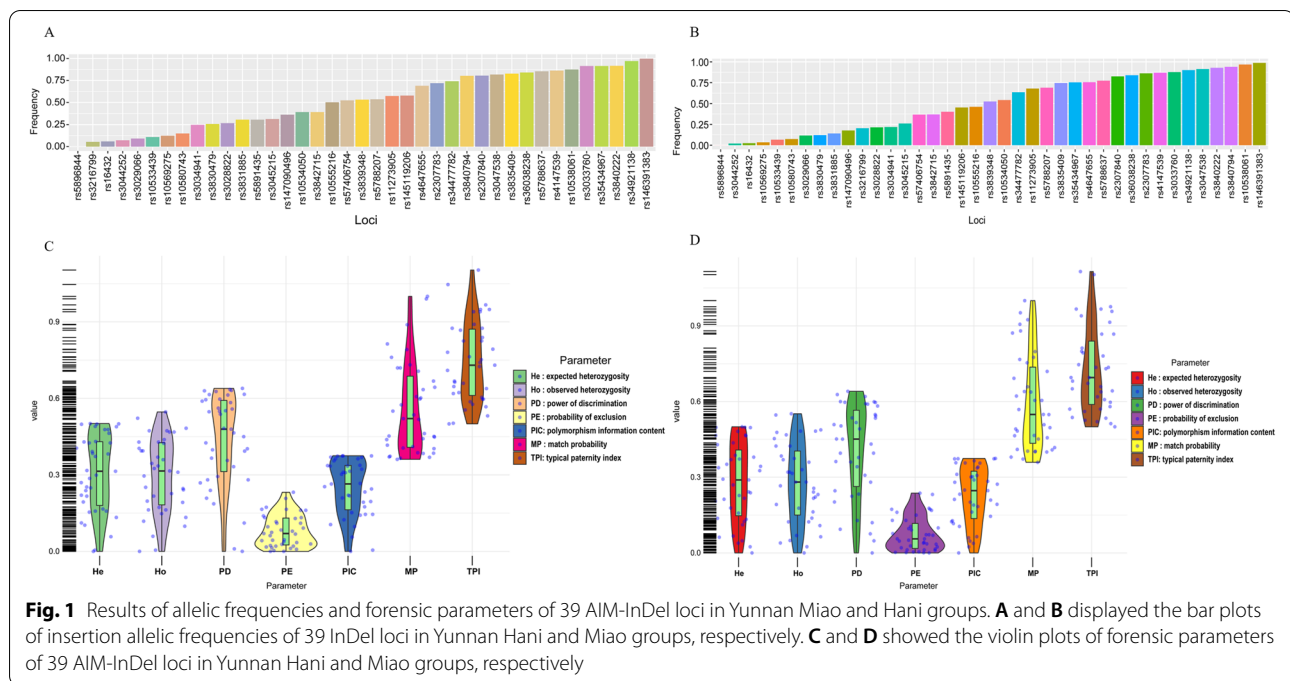 A
1.00
0.75
0.50
0.25
0.00
Frequency
rs5896844
rs3216799
rs16432
rs3044252
rs3029066
rs10533439
rs10569275
rs10580743
rs3034941
rs3830479
rs3028822
rs3831885
rs5891435
rs3045215
rs147090496
rs10534050
rs3842715
rs10555216
rs57406754
rs3839348
rs5788207
rs11273905
rs145119206
rs4647655
rs2307783
rs34477782
rs3840794
rs2307840
rs3047538
rs3835409
rs36038238
rs5788637
rs4147539
rs10538061
rs3033760
rs35434967
rs3840222
rs34921138
rs146391383
Loci
B
1.00
0.75
0.50
0.25
0.00
Frequency
rs5896844
rs3044252
rs16432
rs10569275
rs10533439
rs10580743
rs3029066
rs3830479
rs3831885
rs147090496
rs3216799
rs3028822
rs3034941
rs3045215
rs57406754
rs3842715
rs5891435
rs145119206
rs10555216
rs3839348
rs10534050
rs34477782
rs11273905
rs5788207
rs3835409
rs35434967
rs4647655
rs5788637
rs2307840
rs36038238
rs2307783
rs4147539
rs3033760
rs34921138
rs3047538
rs3840222
rs3840794
rs10538061
rs146391383
Loci
C
0.9
0.6
0.3
0.0
value
He
Ho
PD
PE
PIC
MP
TPI
Parameter
Parameter
He : expected heterozygosity
Ho : observed heterozygosity
PD : power of discrimination
PE : probability of exclusion
PIC: polymorphism information content
MP : match probability
TPI: typical paternity index
D
0.9
0.6
0.3
0.0
value
He
Ho
PD
PE
PIC
MP
TPI
Parameter
Parameter
He : expected heterozygosity
Ho : observed heterozygosity
PD : power of discrimination
PE : probability of exclusion
PIC: polymorphism information content
MP : match probability
TPI: typical paternity index
Fig. 1 Results of allelic frequencies and forensic parameters of 39 AIM-InDel loci in Yunnan Miao and Hani groups. A and B displayed the bar plots
of insertion allelic frequencies of 39 InDel loci in Yunnan Hani and Miao groups, respectively. C and D showed the violin plots of forensic parameters
of 39 AIM-InDel loci in Yunnan Hani and Miao groups, respectively